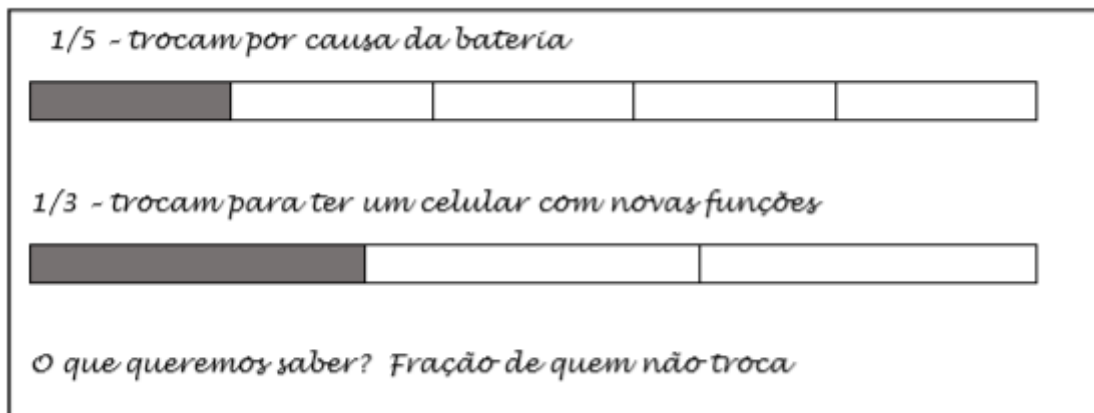 1/5 - trocam por causa da bateria
1/3 - trocam para ter um celular com novas funções
O que queremos saber? Fração de quem não troca